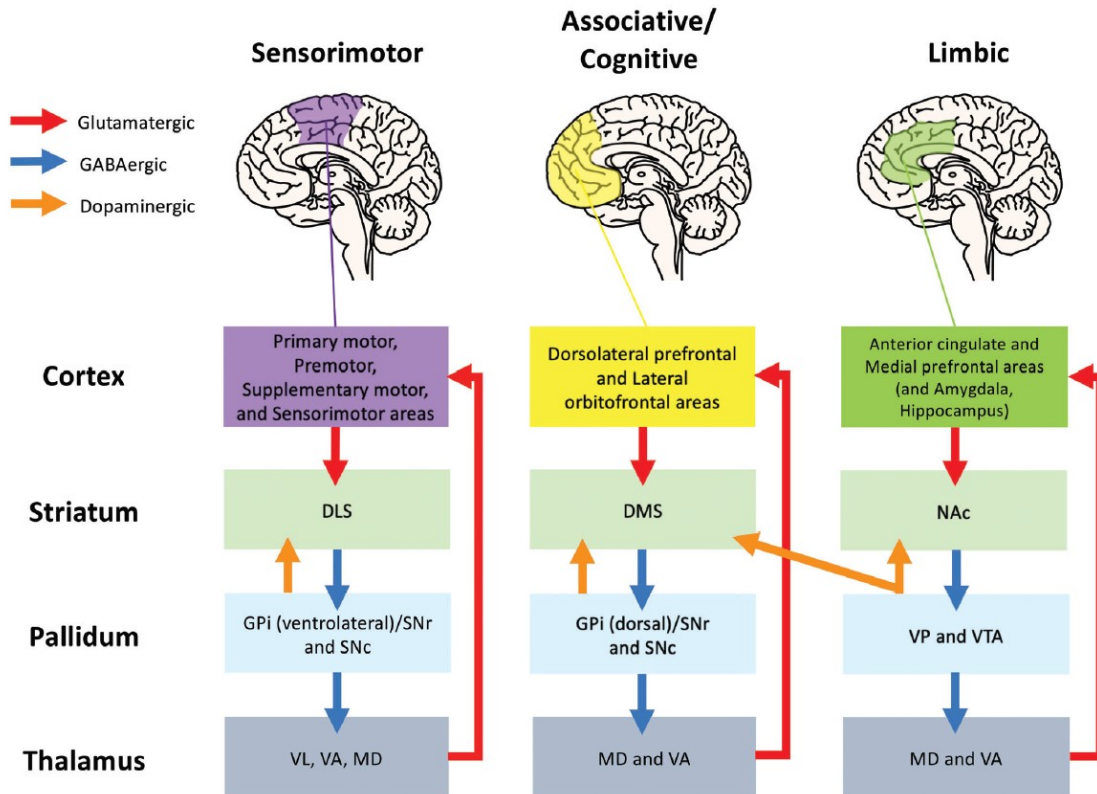 Sensorimotor
Associative/
Cognitive
Limbic
Glutamatergic
GABAergic
Dopaminergic
Cortex
Primary motor,
Premotor,
Supplementary motor,
and Sensorimotor areas
Dorsolateral prefrontal
and Lateral
orbitofrontal areas
Anterior cingulate and
Medial prefrontal areas
(and Amygdala,
Hippocampus)
Striatum
DLS
DMS
NAc
Pallidum
GPi (ventrolateral)/SNr
and SNc
GPi (dorsal)/SNr
and SNc
VP and VTA
Thalamus
VL, VA, MD
MD and VA
MD and VA